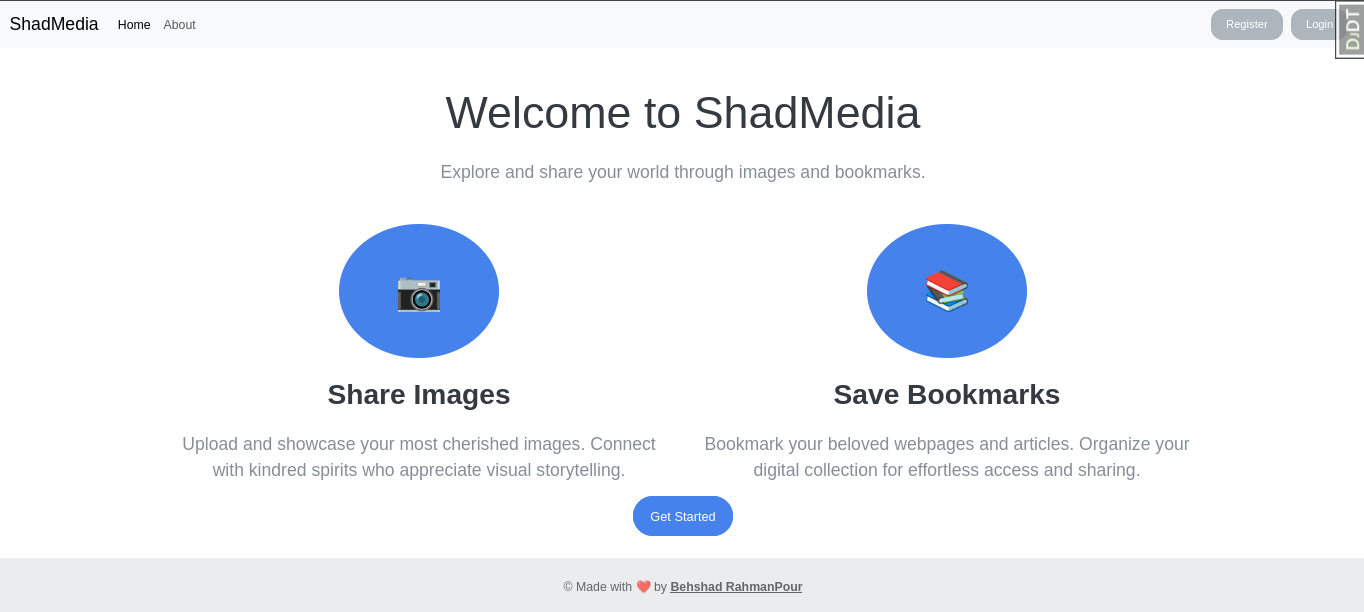 ShadMedia Home About Register Login
DJDT
Welcome to ShadMedia
Explore and share your world through images and bookmarks.
Share Images
Upload and showcase your most cherished images. Connect
with kindred spirits who appreciate visual storytelling.
Save Bookmarks
Bookmark your beloved webpages and articles. Organize your
digital collection for effortless access and sharing.
Get Started
© Made with ❤️ by Behshad RahmanPour